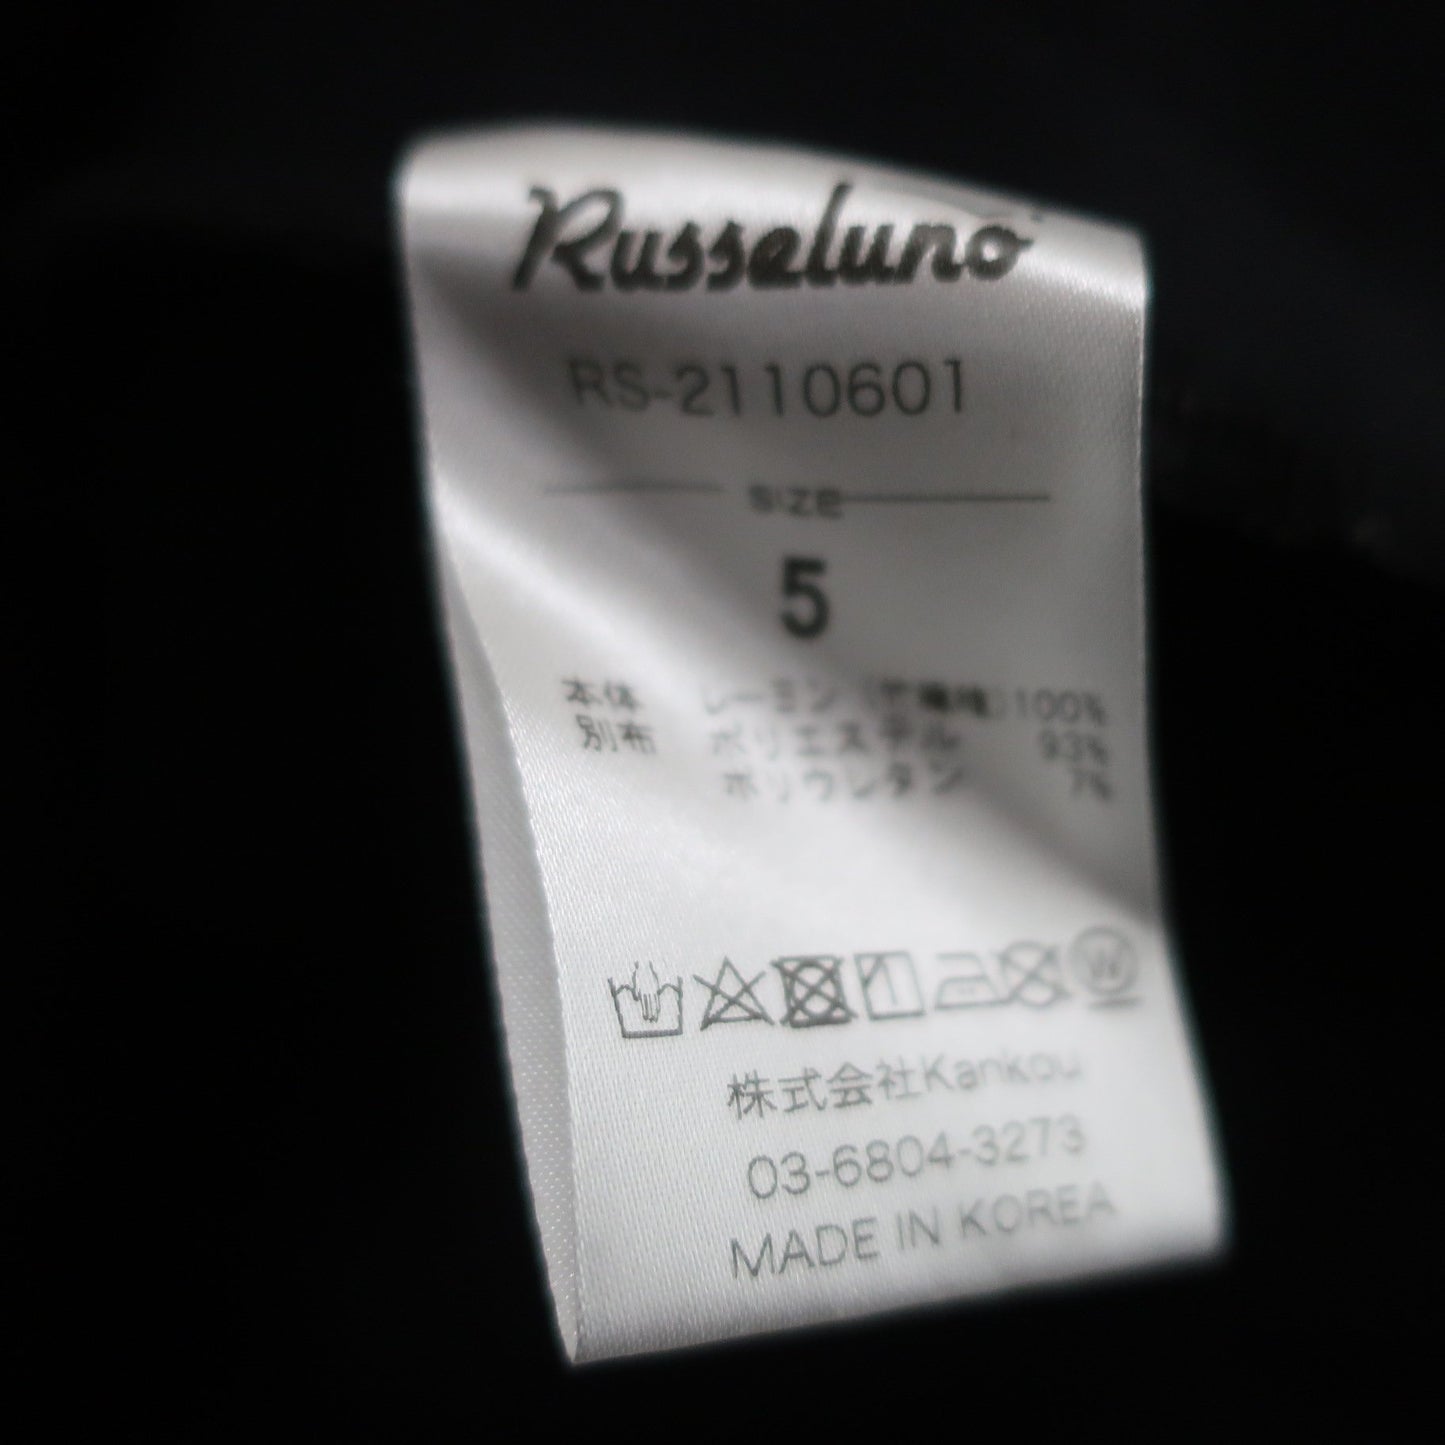 Russeluno
RS-2110601
SIZE
5
本体 レーヨン 100%
別布 ポリエステル 93%
ポリウレタン 7%
W
株式会社Kankou
03-6804-3273
MADE IN KOREA